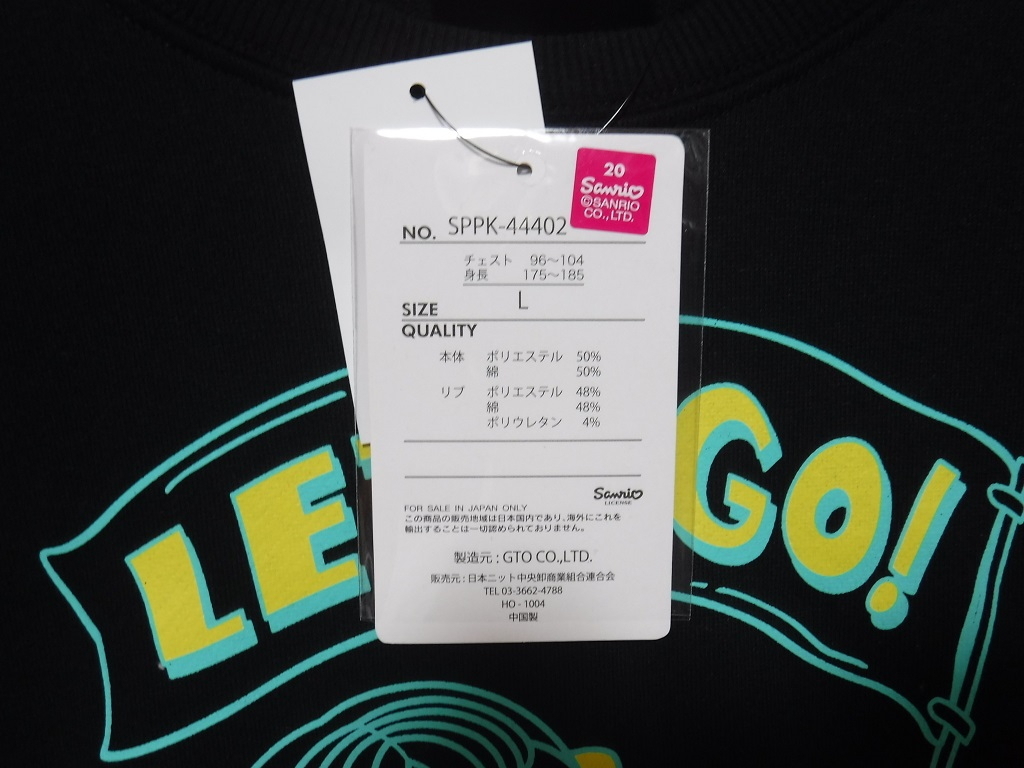 20
Sanrio
©SANRIO
CO.,LTD.
NO. SPPK-44402
チェスト 96～104
身長 175～185
SIZE L
QUALITY
本体 ポリエステル 50%
綿 50%
リブ ポリエステル 48%
綿 48%
ポリウレタン 4%
Sanrio
LICENSE
FOR SALE IN JAPAN ONLY
この商品の販売地域は日本国内であり、海外にこれを
輸出することは一切認められておりません。
製造元：GTO CO.,LTD.
販売元：日本ニット中央卸商業組合連合会
TEL 03-3662-4788
HO - 1004
中国製
LE GO!